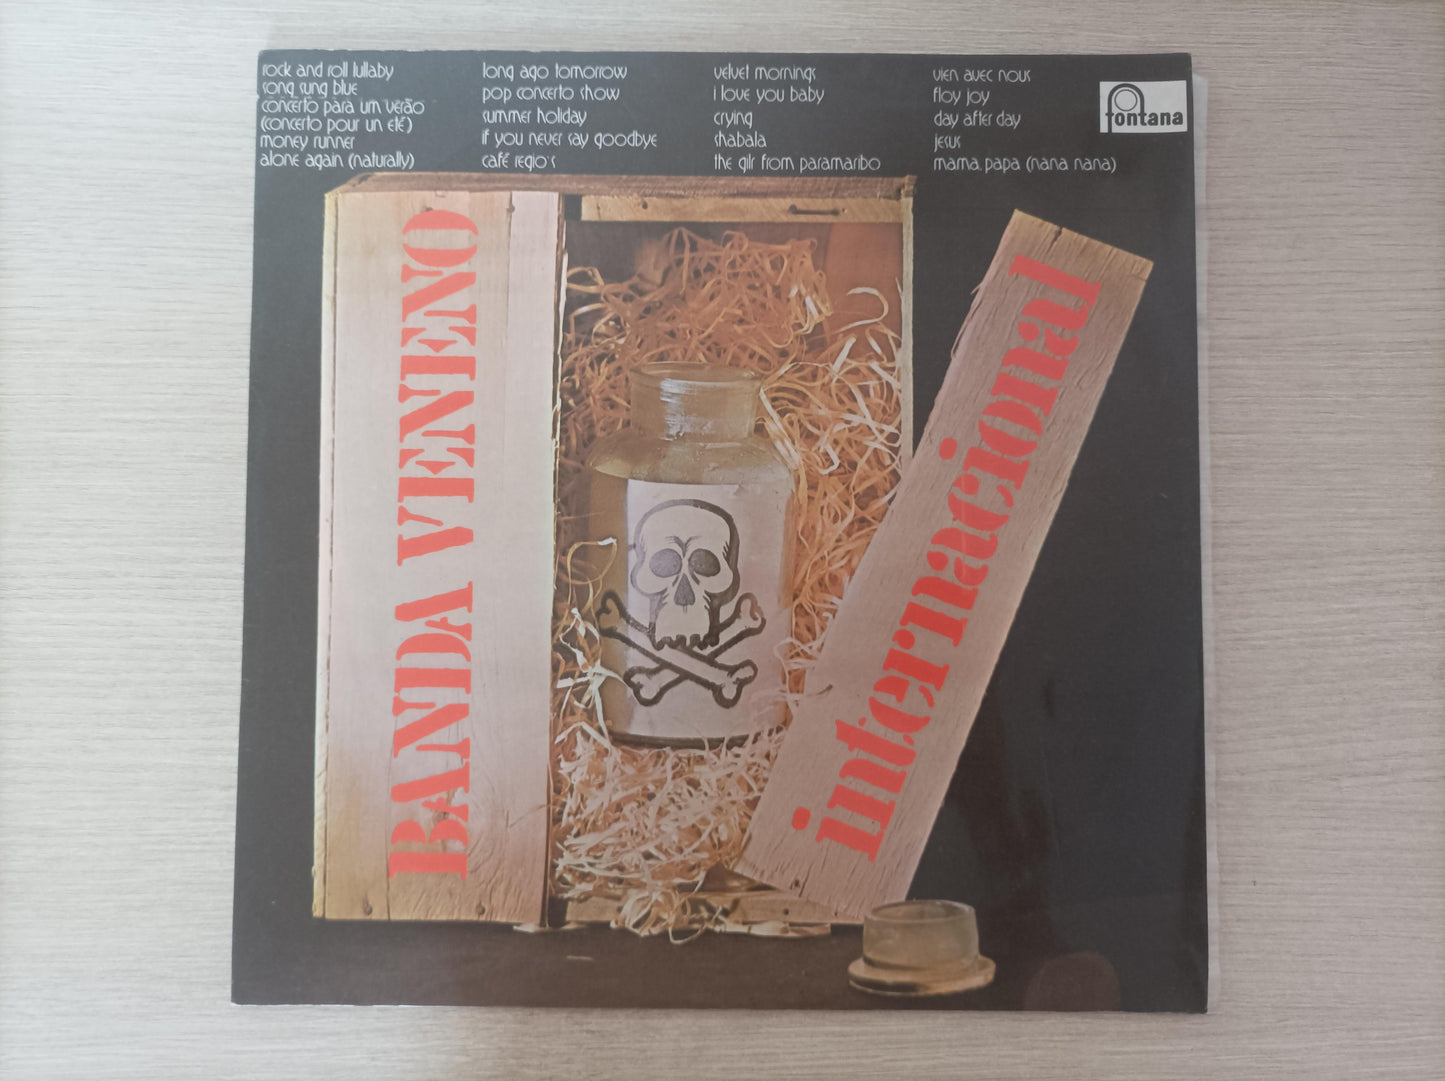 rock and roll lullaby
song sung blue
concerto para um verão
(concerto pour un eté)
money runner
alone again (naturally)
long ago tomorrow
pop concerto show
summer holiday
if you never say goodbye
café regio's
velvet mornings
i love you baby
crying
shabala
the gilr from paramaribo
vien avec nous
floy joy
day after day
jesus
mama, papa (nana nana)
fontana
BANDA VENENO
internacional